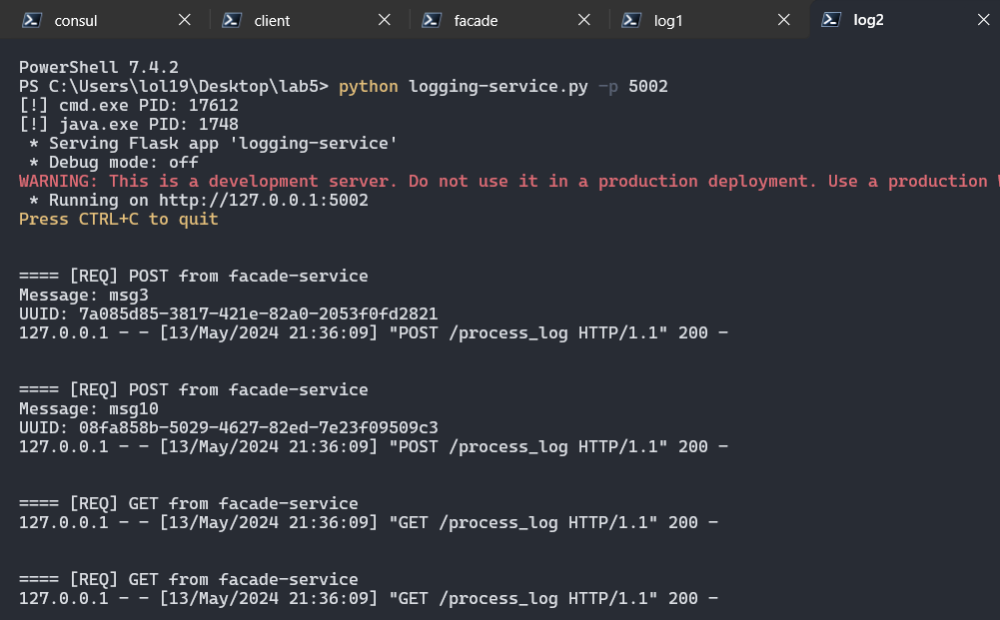 consul
client
facade
log1
log2
PowerShell 7.4.2
PS C:\Users\lol19\Desktop\lab5> python logging-service.py -p 5002
[!] cmd.exe PID: 17612
[!] java.exe PID: 1748
* Serving Flask app 'logging-service'
* Debug mode: off
WARNING: This is a development server. Do not use it in a production deployment. Use a production
* Running on http://127.0.0.1:5002
Press CTRL+C to quit
==== [REQ] POST from facade-service
Message: msg3
UUID: 7a085d85-3817-421e-82a0-2053f0fd2821
127.0.0.1 - - [13/May/2024 21:36:09] "POST /process_log HTTP/1.1" 200 -
==== [REQ] POST from facade-service
Message: msg10
UUID: 08fa858b-5029-4627-82ed-7e23f09509c3
127.0.0.1 - - [13/May/2024 21:36:09] "POST /process_log HTTP/1.1" 200 -
==== [REQ] GET from facade-service
127.0.0.1 - - [13/May/2024 21:36:09] "GET /process_log HTTP/1.1" 200 -
==== [REQ] GET from facade-service
127.0.0.1 - - [13/May/2024 21:36:09] "GET /process_log HTTP/1.1" 200 -